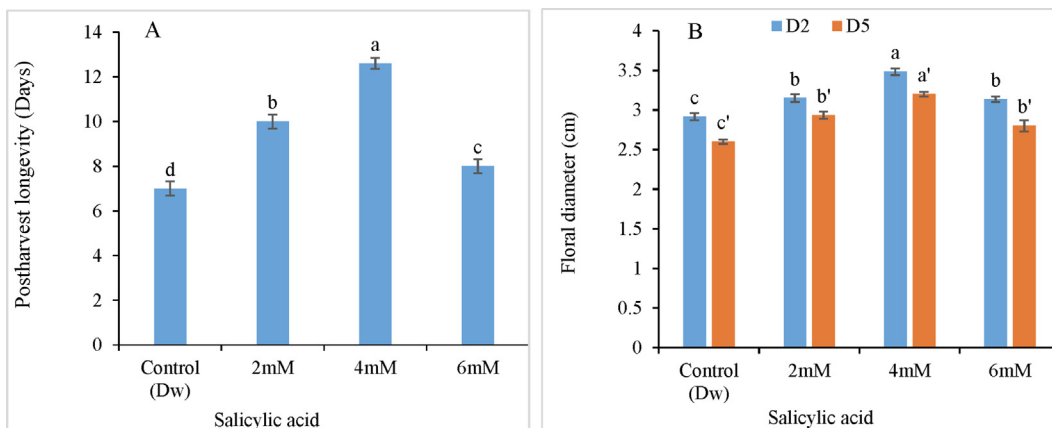 A
Postharvest longevity (Days)
14
12
10
8
6
4
2
0
d
b
a
c
Control
(Dw)
2mM
4mM
6mM
Salicylic acid
B
D2
D5
Floral diameter (cm)
4
3.5
3
2.5
2
1.5
1
0.5
0
c
c'
b
b'
a
a'
b
b'
Control
(Dw)
2mM
4mM
6mM
Salicylic acid